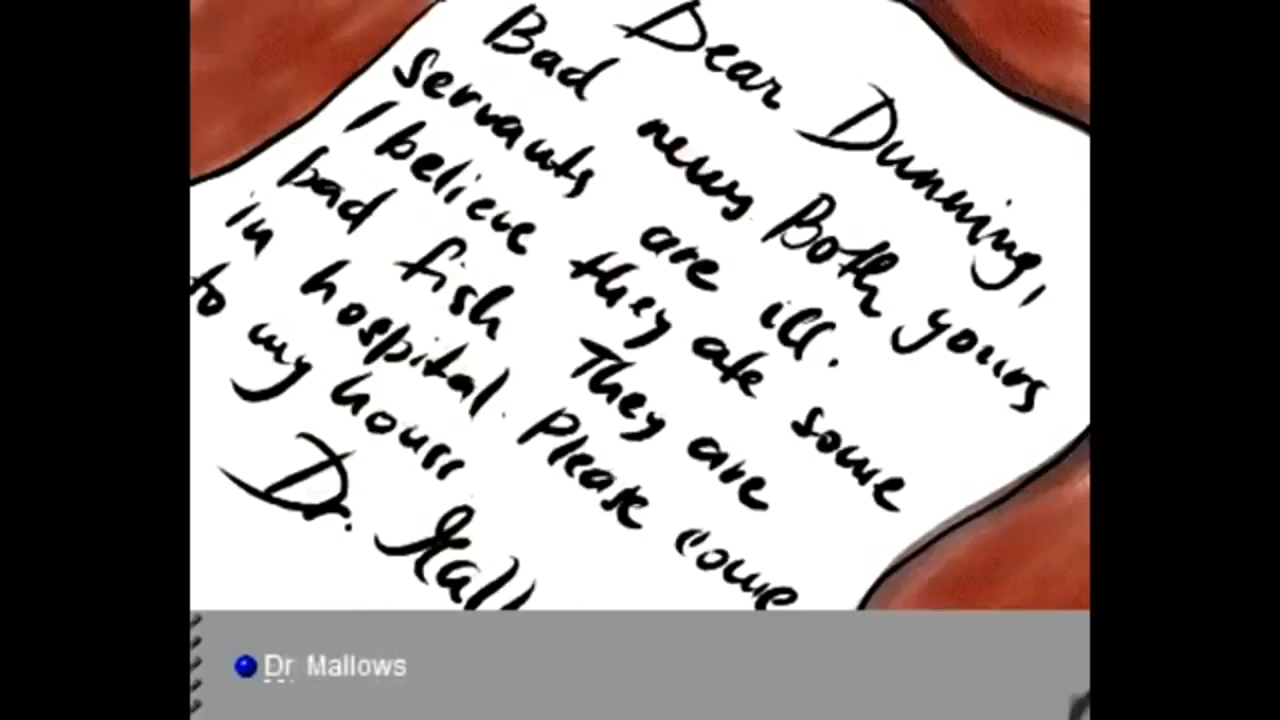 Dear Dunning,
Bad news Both yours
servants are ill.
I believe they ate some
bad fish They are
in hospital. Please come
to my house
Dr.
Dr. Mallows